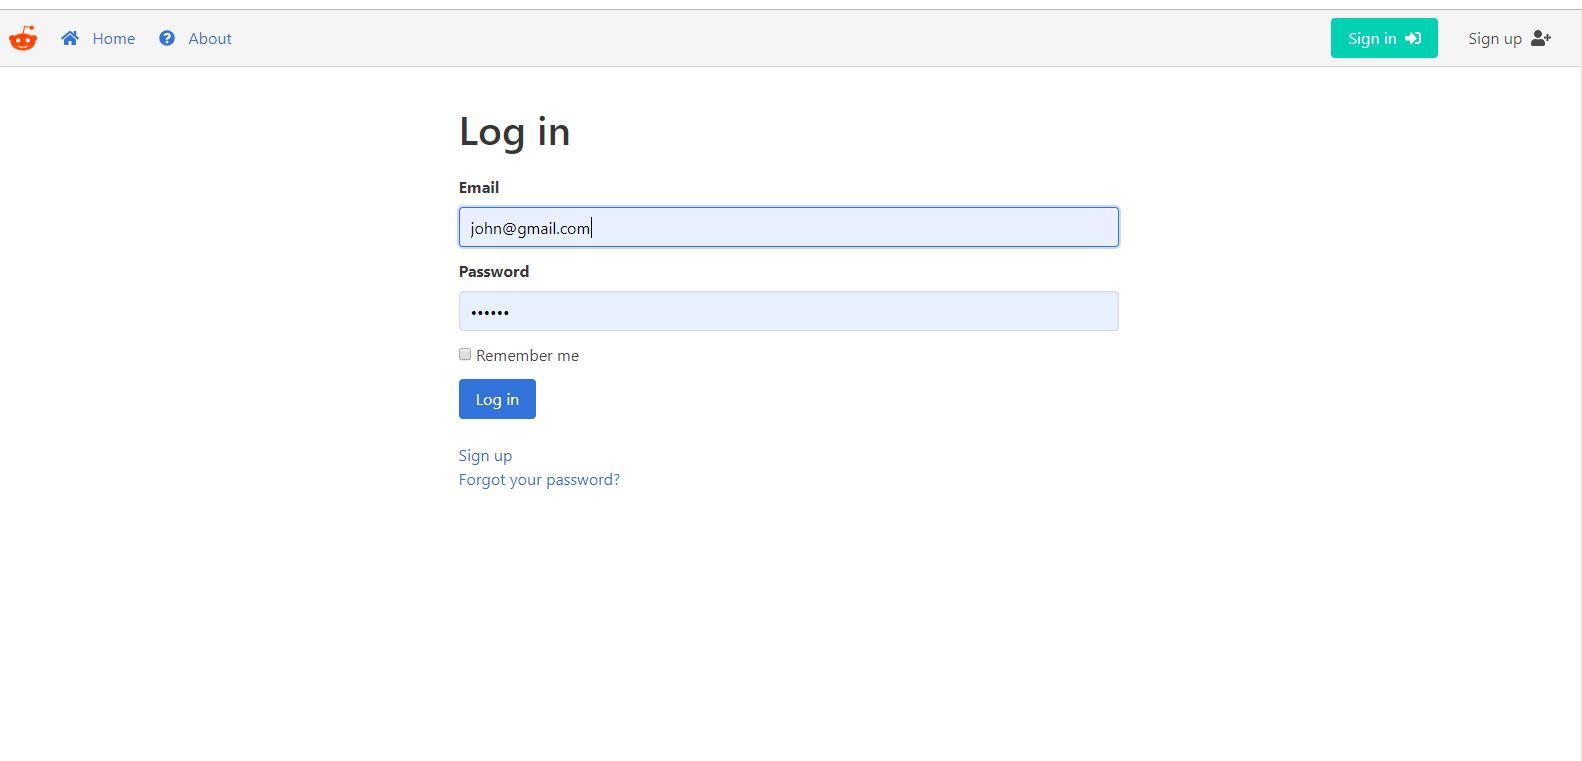 Home About Sign in Sign up
Log in
Email
john@gmail.com
Password
••••••
Remember me
Log in
Sign up
Forgot your password?